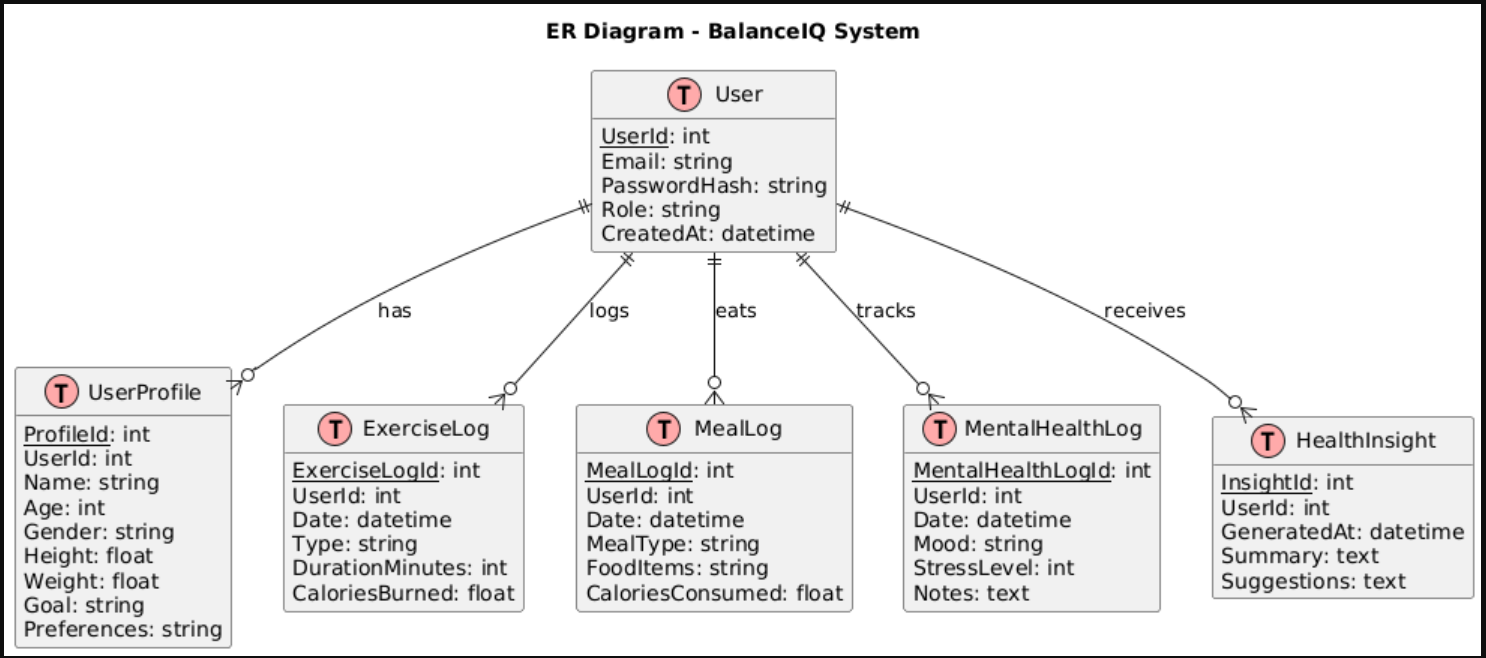 ER Diagram - BalanceIQ System
T User
UserId: int
Email: string
PasswordHash: string
Role: string
CreatedAt: datetime
has
logs
eats
tracks
receives
T UserProfile
ProfileId: int
UserId: int
Name: string
Age: int
Gender: string
Height: float
Weight: float
Goal: string
Preferences: string
T ExerciseLog
ExerciseLogId: int
UserId: int
Date: datetime
Type: string
DurationMinutes: int
CaloriesBurned: float
T MealLog
MealLogId: int
UserId: int
Date: datetime
MealType: string
FoodItems: string
CaloriesConsumed: float
T MentalHealthLog
MentalHealthLogId: int
UserId: int
Date: datetime
Mood: string
StressLevel: int
Notes: text
T HealthInsight
InsightId: int
UserId: int
GeneratedAt: datetime
Summary: text
Suggestions: text